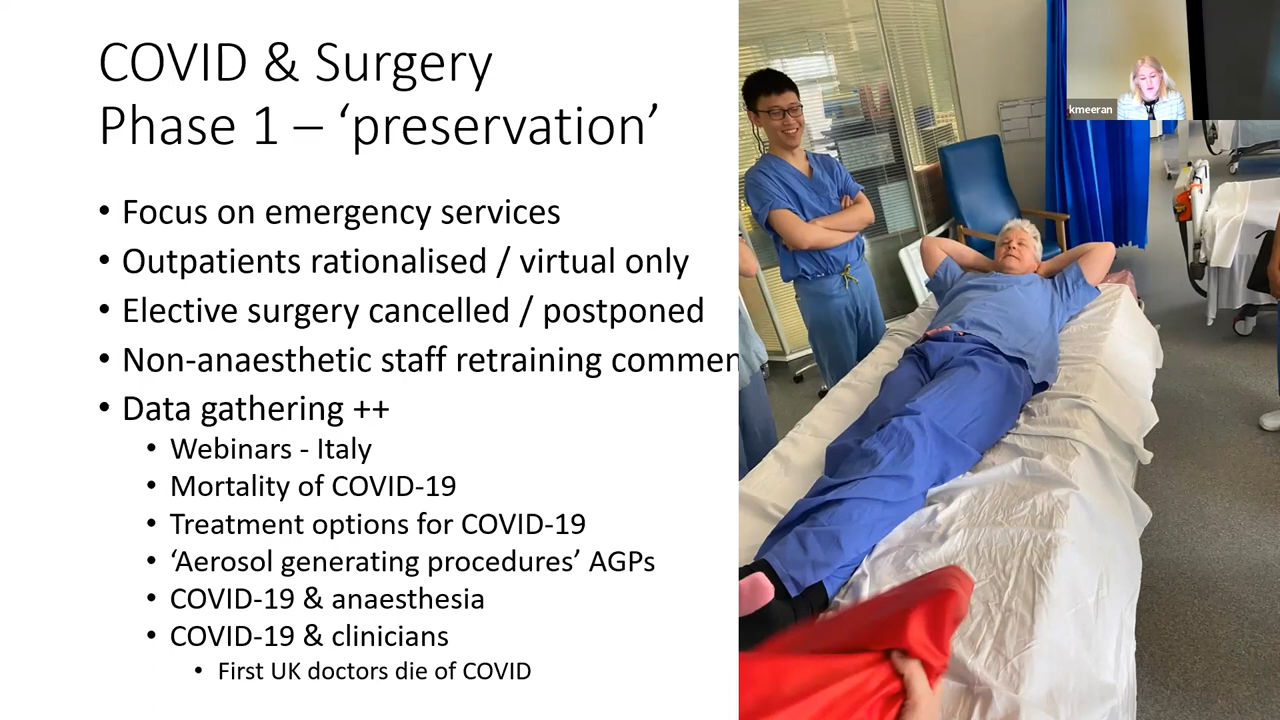 COVID & Surgery
Phase 1 – ‘preservation’
• Focus on emergency services
• Outpatients rationalised / virtual only
• Elective surgery cancelled / postponed
• Non-anaesthetic staff retraining commen
• Data gathering ++
• Webinars - Italy
• Mortality of COVID-19
• Treatment options for COVID-19
• ‘Aerosol generating procedures’ AGPs
• COVID-19 & anaesthesia
• COVID-19 & clinicians
• First UK doctors die of COVID
kmeeran